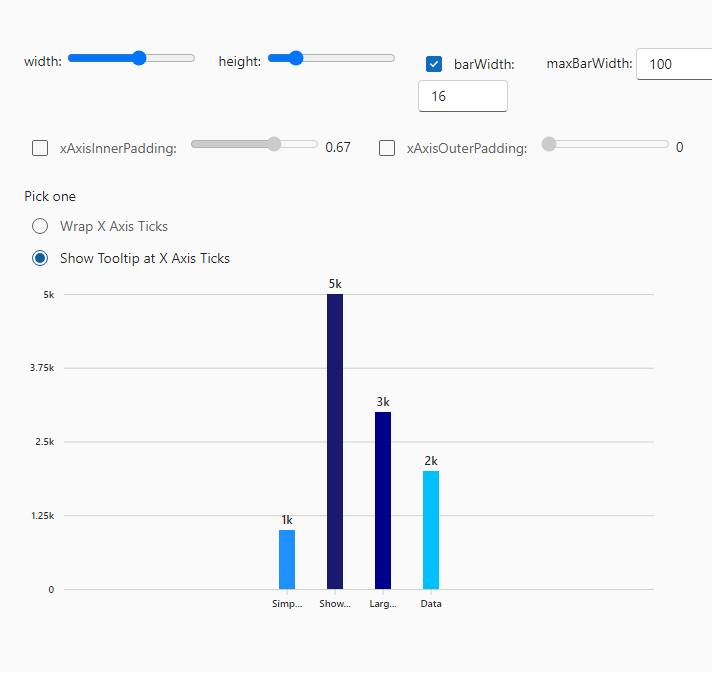 width: height: barWidth: maxBarWidth: 100
16
xAxisInnerPadding: 0.67 xAxisOuterPadding: 0
Pick one
Wrap X Axis Ticks
Show Tooltip at X Axis Ticks
5k
5k
3.75k
3k
2.5k
2k
1.25k
1k
0
Simp... Show... Larg... Data